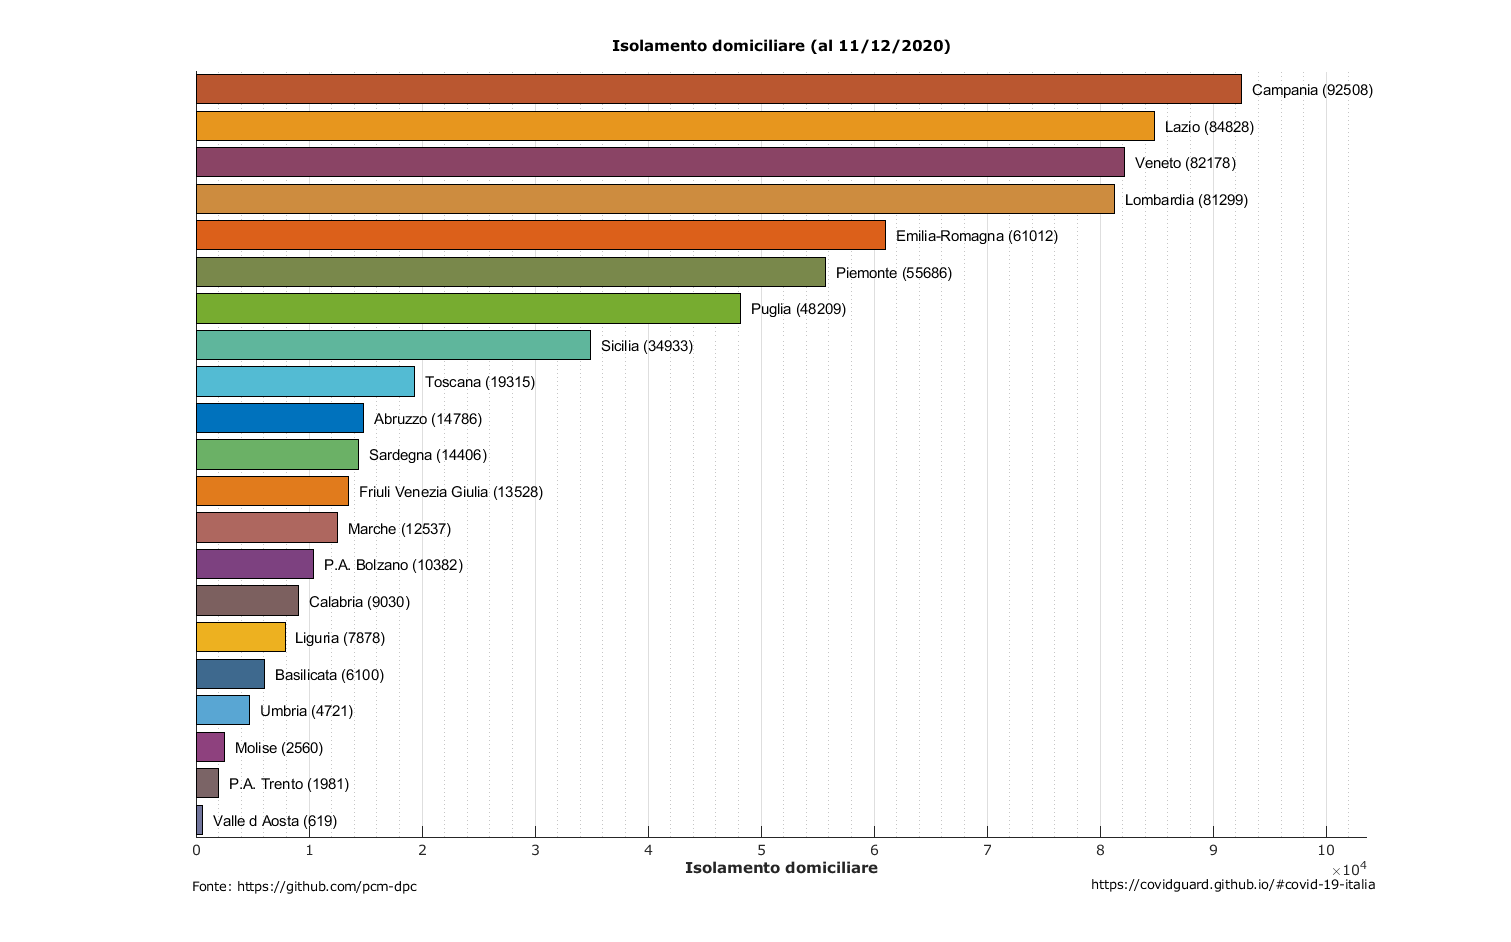 Isolamento domiciliare (al 11/12/2020)
Campania (92508)
Lazio (84828)
Veneto (82178)
Lombardia (81299)
Emilia-Romagna (61012)
Piemonte (55686)
Puglia (48209)
Sicilia (34933)
Toscana (19315)
Abruzzo (14786)
Sardegna (14406)
Friuli Venezia Giulia (13528)
Marche (12537)
P.A. Bolzano (10382)
Calabria (9030)
Liguria (7878)
Basilicata (6100)
Umbria (4721)
Molise (2560)
P.A. Trento (1981)
Valle d Aosta (619)
0 1 2 3 4 5 6 7 8 9 10
Isolamento domiciliare
×10⁴
Fonte: https://github.com/pcm-dpc
https://covidguard.github.io/#covid-19-italia